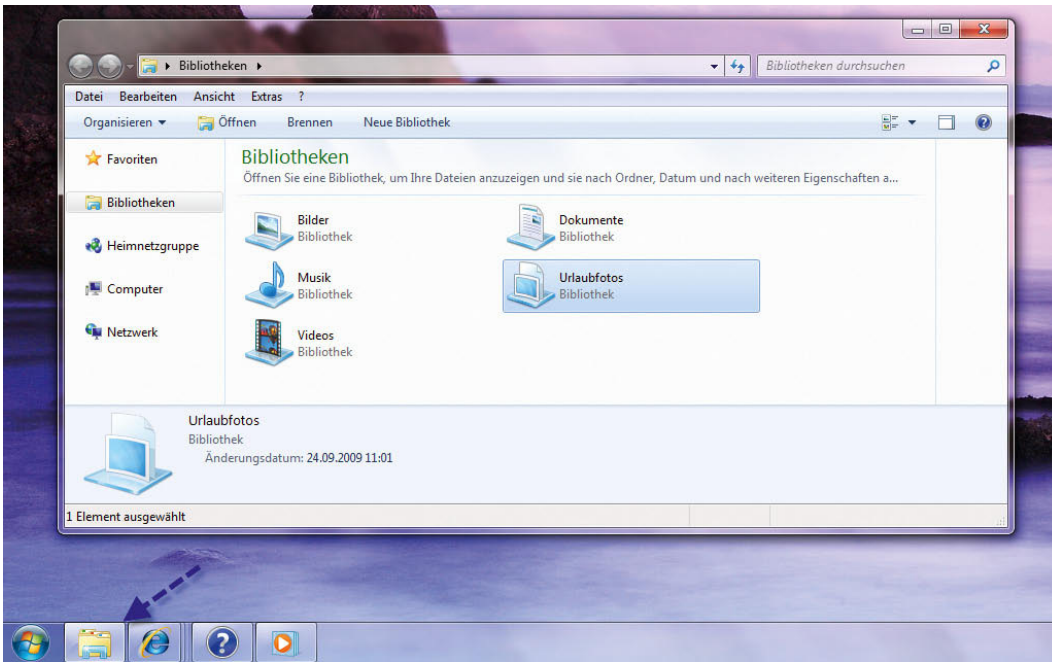 Bibliotheken
Bibliotheken durchsuchen
Datei Bearbeiten Ansicht Extras ?
Organisieren Öffnen Brennen Neue Bibliothek
Favoriten
Bibliotheken
Heimnetzgruppe
Computer
Netzwerk
Bibliotheken
Öffnen Sie eine Bibliothek, um Ihre Dateien anzuzeigen und sie nach Ordner, Datum und nach weiteren Eigenschaften a...
Bilder
Bibliothek
Dokumente
Bibliothek
Musik
Bibliothek
Urlaubfotos
Bibliothek
Videos
Bibliothek
Urlaubfotos
Bibliothek
Änderungsdatum: 24.09.2009 11:01
1 Element ausgewählt